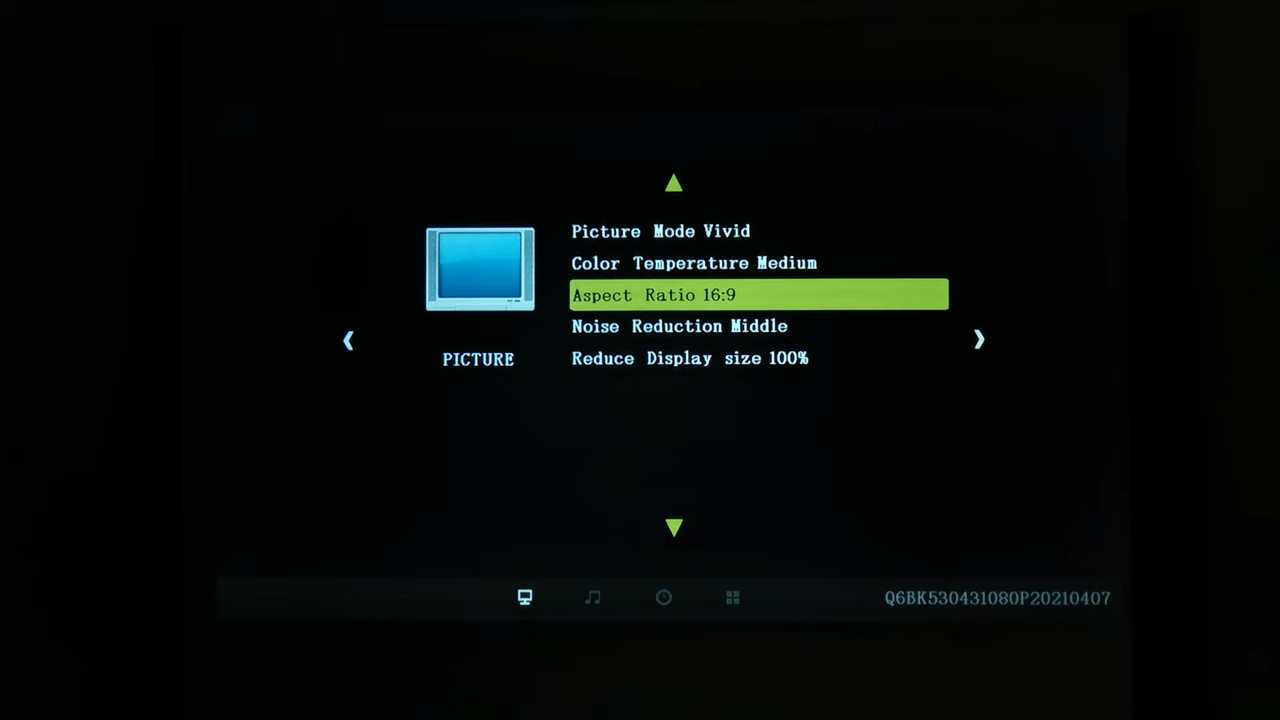 Picture Mode Vivid
Color Temperature Medium
Aspect Ratio 16:9
Noise Reduction Middle
Reduce Display size 100%
PICTURE
Q6BK530431080P20210407